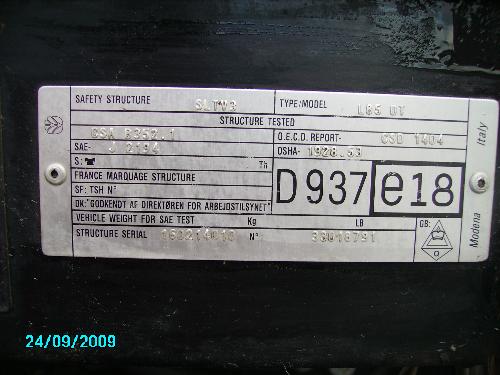 SAFETY STRUCTURE SLTV3 TYPE/MODEL L85 DT
STRUCTURE TESTED
CSA B352.1 O.E.C.D. REPORT- CSD 1404
SAE- J 2194 OSHA- 1928.53
S: Th
FRANCE MARQUAGE STRUCTURE
SF: TSH N°
DK: "GODKENDT AF DIREKTØREN FOR ARBEJDSTILSYNET"
D 937 e 18
VEHICLE WEIGHT FOR SAE TEST Kg LB GB:
STRUCTURE SERIAL N°
Italy
Modena
24/09/2009